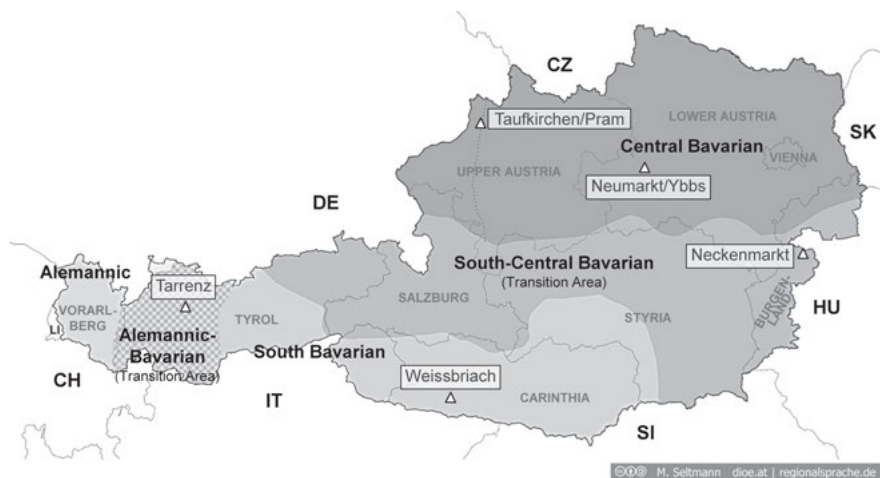 CZ
LOWER AUSTRIA
SK
Taufkirchen/Pram
Central Bavarian
VIENNA
UPPER AUSTRIA
Neumarkt/Ybbs
DE
Alemannic
Tarrenz
South-Central Bavarian
(Transition Area)
Neckenmarkt
VORARL-
BERG
LI
SALZBURG
TYROL
STYRIA
BURGEN-
LAND
HU
Alemannic-
Bavarian
(Transition Area)
South Bavarian
CH
IT
Weissbriach
CARINTHIA
SI
M. Seltmann dioe.at | regionalsprache.de